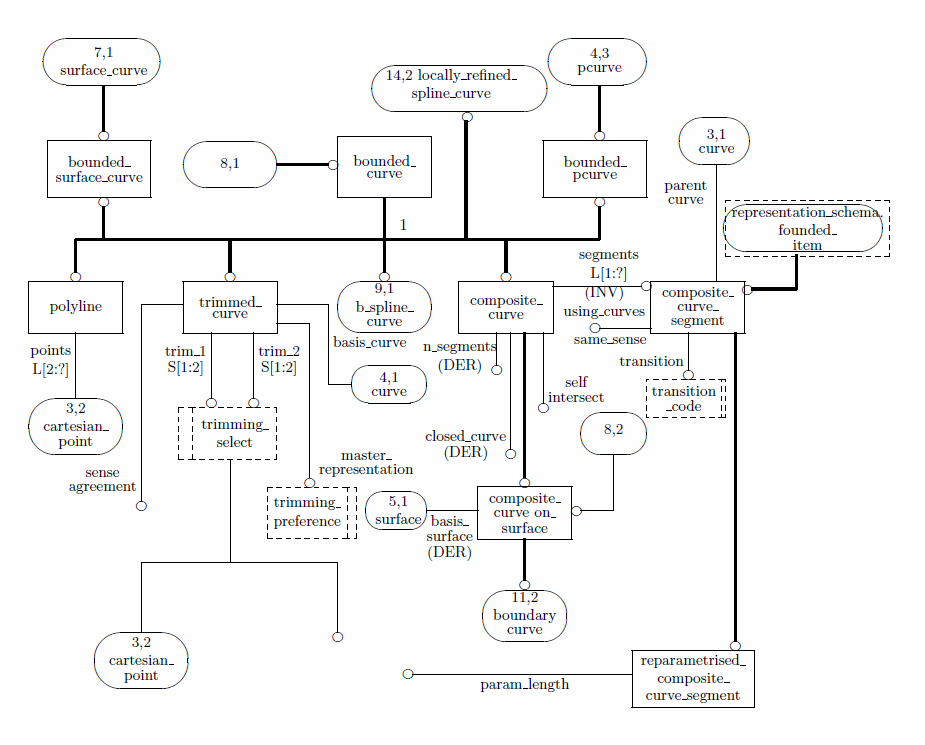 7,1
surface_curve
14,2 locally_refined_
spline_curve
4,3
pcurve
3,1
curve
bounded_
surface_curve
8,1
bounded_
curve
bounded_
pcurve
parent
curve
representation_schema.
founded_
item
1
segments
L[1:?]
(INV)
using_curves
same_sense
polyline
trimmed_
curve
9,1
b_spline_
curve
composite_
curve
composite_
curve_
segment
basis_curve
points
L[2:?]
trim_1
S[1:2]
trim_2
S[1:2]
n_segments
(DER)
self
intersect
transition
transition
_code
4,1
curve
3,2
cartesian_
point
trimming_
select
closed_curve
(DER)
8,2
sense
agreement
master_
representation
trimming_
preference
5,1
surface
basis_
surface
(DER)
composite_
curve on_
surface
11,2
boundary
curve
3,2
cartesian_
point
param_length
reparametrised_
composite_
curve_segment